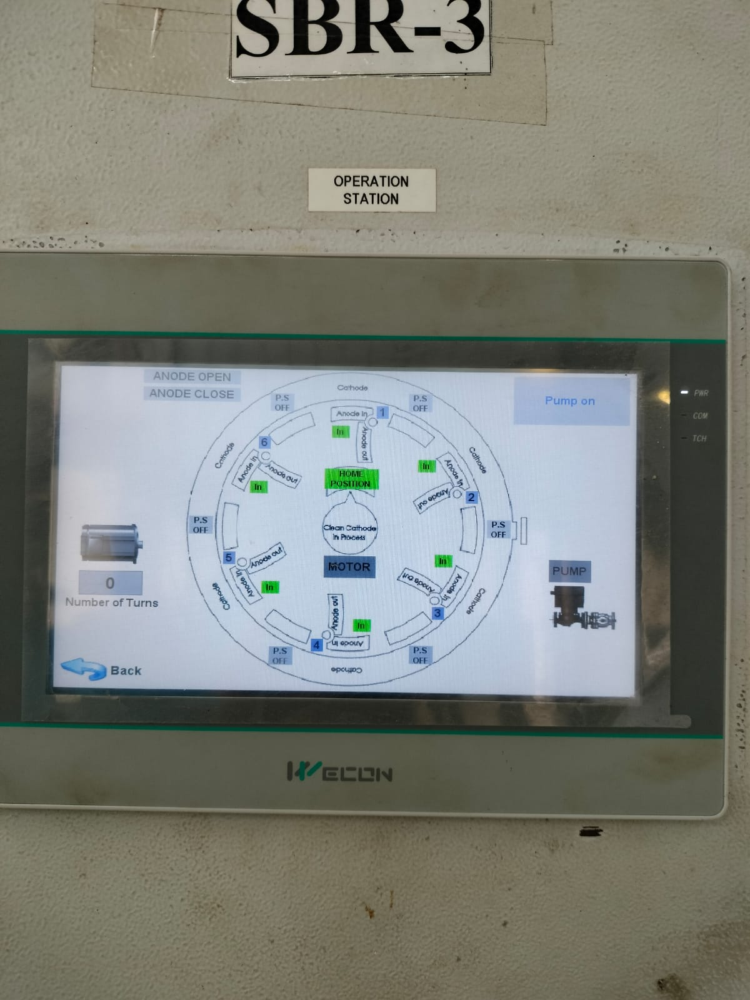 SBR-3
OPERATION
STATION
ANODE OPEN
ANODE CLOSE
P.S
OFF
Cathode
P.S
OFF
Pump on
PWR
COM
TCH
Anode In
1
In
Anode out
6
Cathode
Anode In
Anode out
In
Cathode
In
Anode In
Anode out
2
HOME
POSITION
P.S
OFF
Clean Cathode
In Process
P.S
OFF
MOTOR
5
Anode out
Anode In
In
Cathode
In
Anode out
Anode In
3
Cathode
PUMP
0
Number of Turns
Anode out
In
4
Anode In
P.S
OFF
P.S
OFF
Cathode
Back
WECON